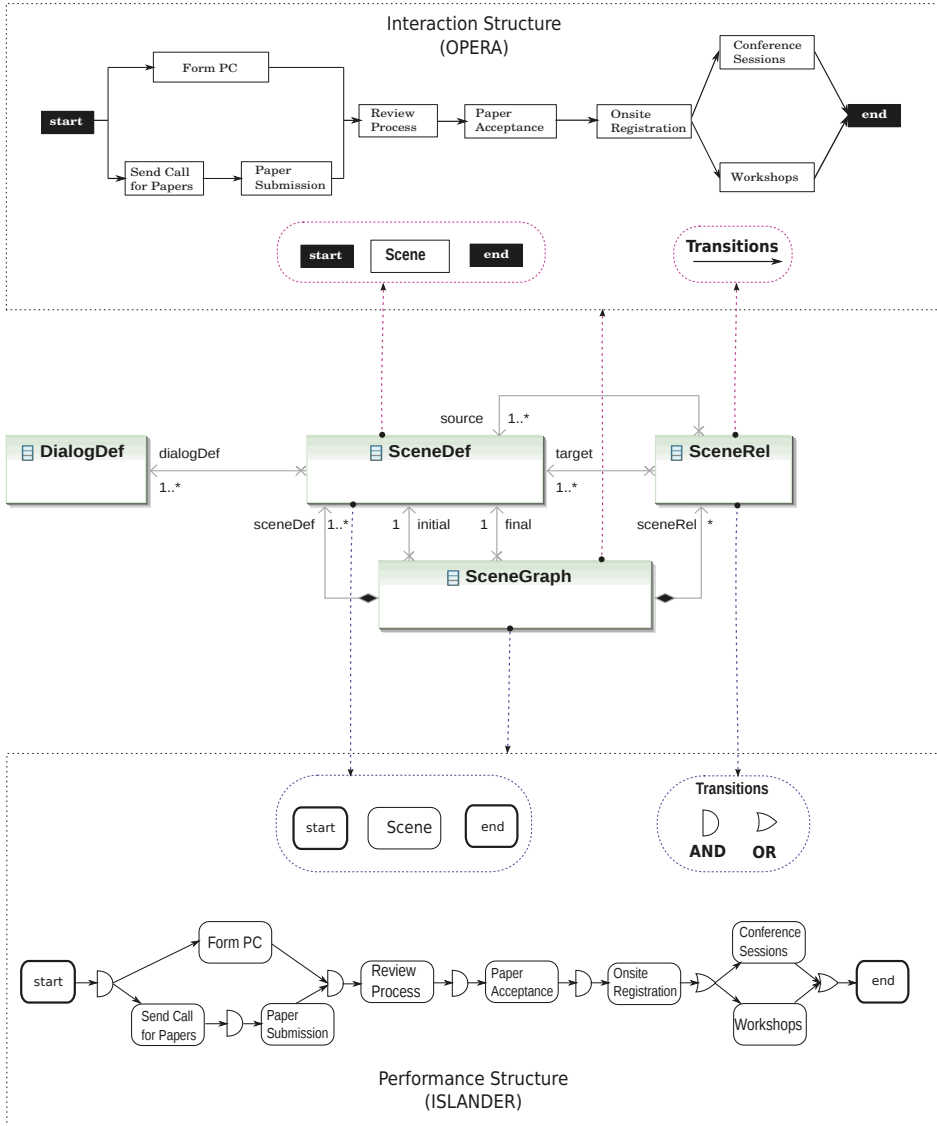 Interaction Structure
(OPERA)
Form PC
Conference
Sessions
start
Review
Process
Paper
Acceptance
Onsite
Registration
end
Send Call
for Papers
Paper
Submission
Workshops
start
Scene
end
Transitions
source
1..*
DialogDef
dialogDef
1..*
SceneDef
target
1..*
SceneRel
sceneDef
1..*
1
initial
1
final
sceneRel
*
SceneGraph
start
Scene
end
Transitions
AND
OR
Form PC
Conference
Sessions
start
Review
Process
Paper
Acceptance
Onsite
Registration
end
Send Call
for Papers
Paper
Submission
Workshops
Performance Structure
(ISLANDER)